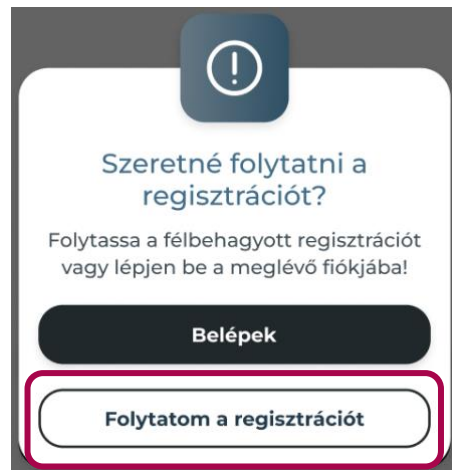 Szeretné folytatni a
regisztrációt?
Folytassa a félbehagyott regisztrációt
vagy lépjen be a meglévő fiókjába!
Belépek
Folytatom a regisztrációt